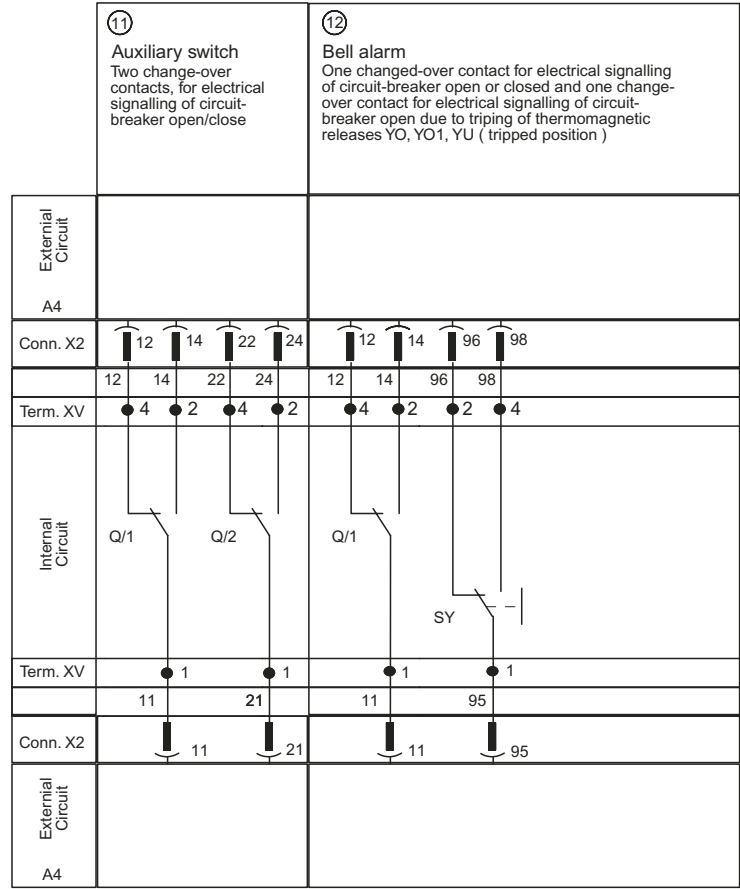 11
Auxiliary switch
Two change-over
contacts, for electrical
signalling of circuit-
breaker open/close
12
Bell alarm
One changed-over contact for electrical signalling
of circuit-breaker open or closed and one change-
over contact for electrical signalling of circuit-
breaker open due to triping of thermomagnetic
releases YO, YO1, YU ( tripped position )
Externial
Circuit
A4
Conn. X2
12 14 22 24 12 14 96 98
12 14 22 24 12 14 96 98
Term. XV
4 2 4 2 4 2 2 4
Internal
Circuit
Q/1 Q/2 Q/1
SY
Term. XV
1 1 1 1
11 21 11 95
Conn. X2
11 21 11 95
Externial
Circuit
A4